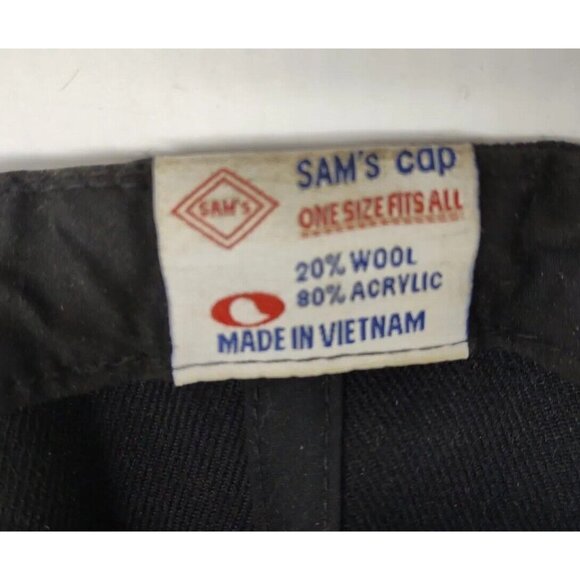 SAM'S
SAM'S cap
ONE SIZE FITS ALL
20% WOOL
80% ACRYLIC
MADE IN VIETNAM